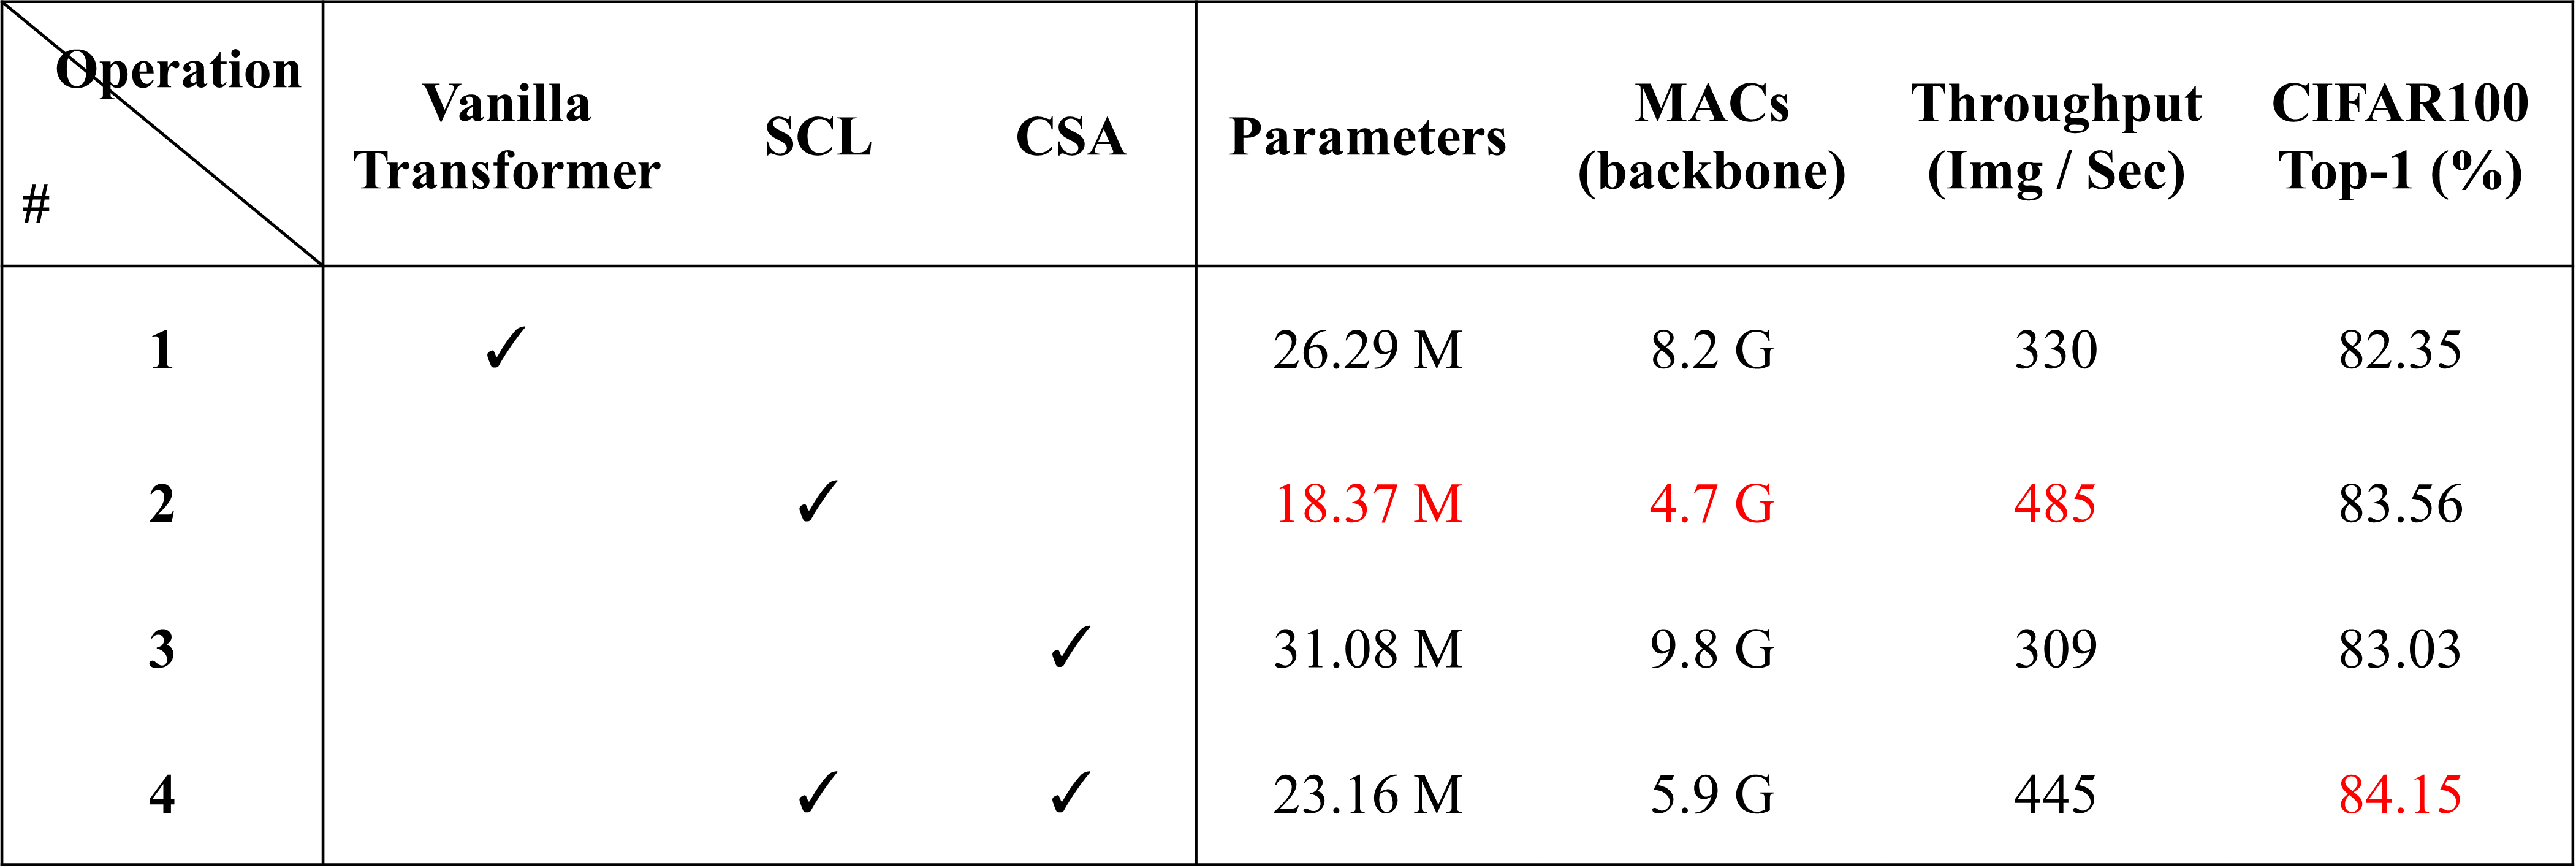 Operation
#
Vanilla Transformer SCL CSA Parameters MACs (backbone) Throughput (Img / Sec) CIFAR100 Top-1 (%)
1 ✓ 26.29 M 8.2 G 330 82.35
2 ✓ 18.37 M 4.7 G 485 83.56
3 ✓ 31.08 M 9.8 G 309 83.03
4 ✓ ✓ 23.16 M 5.9 G 445 84.15